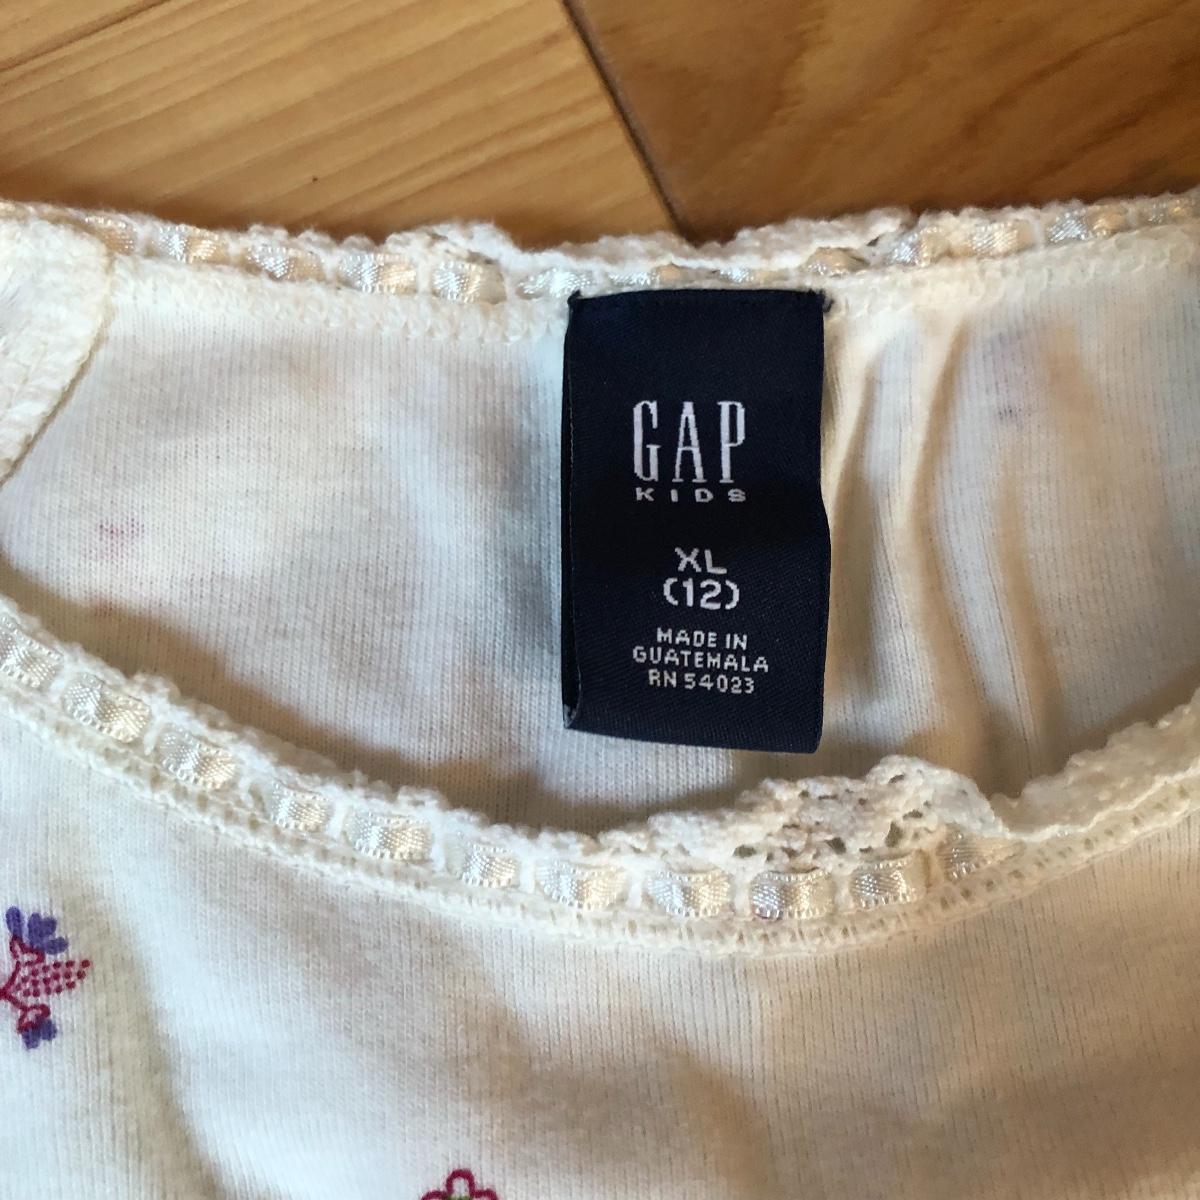 GAP
KIDS
XL
(12)
MADE IN
GUATEMALA
RN 54023